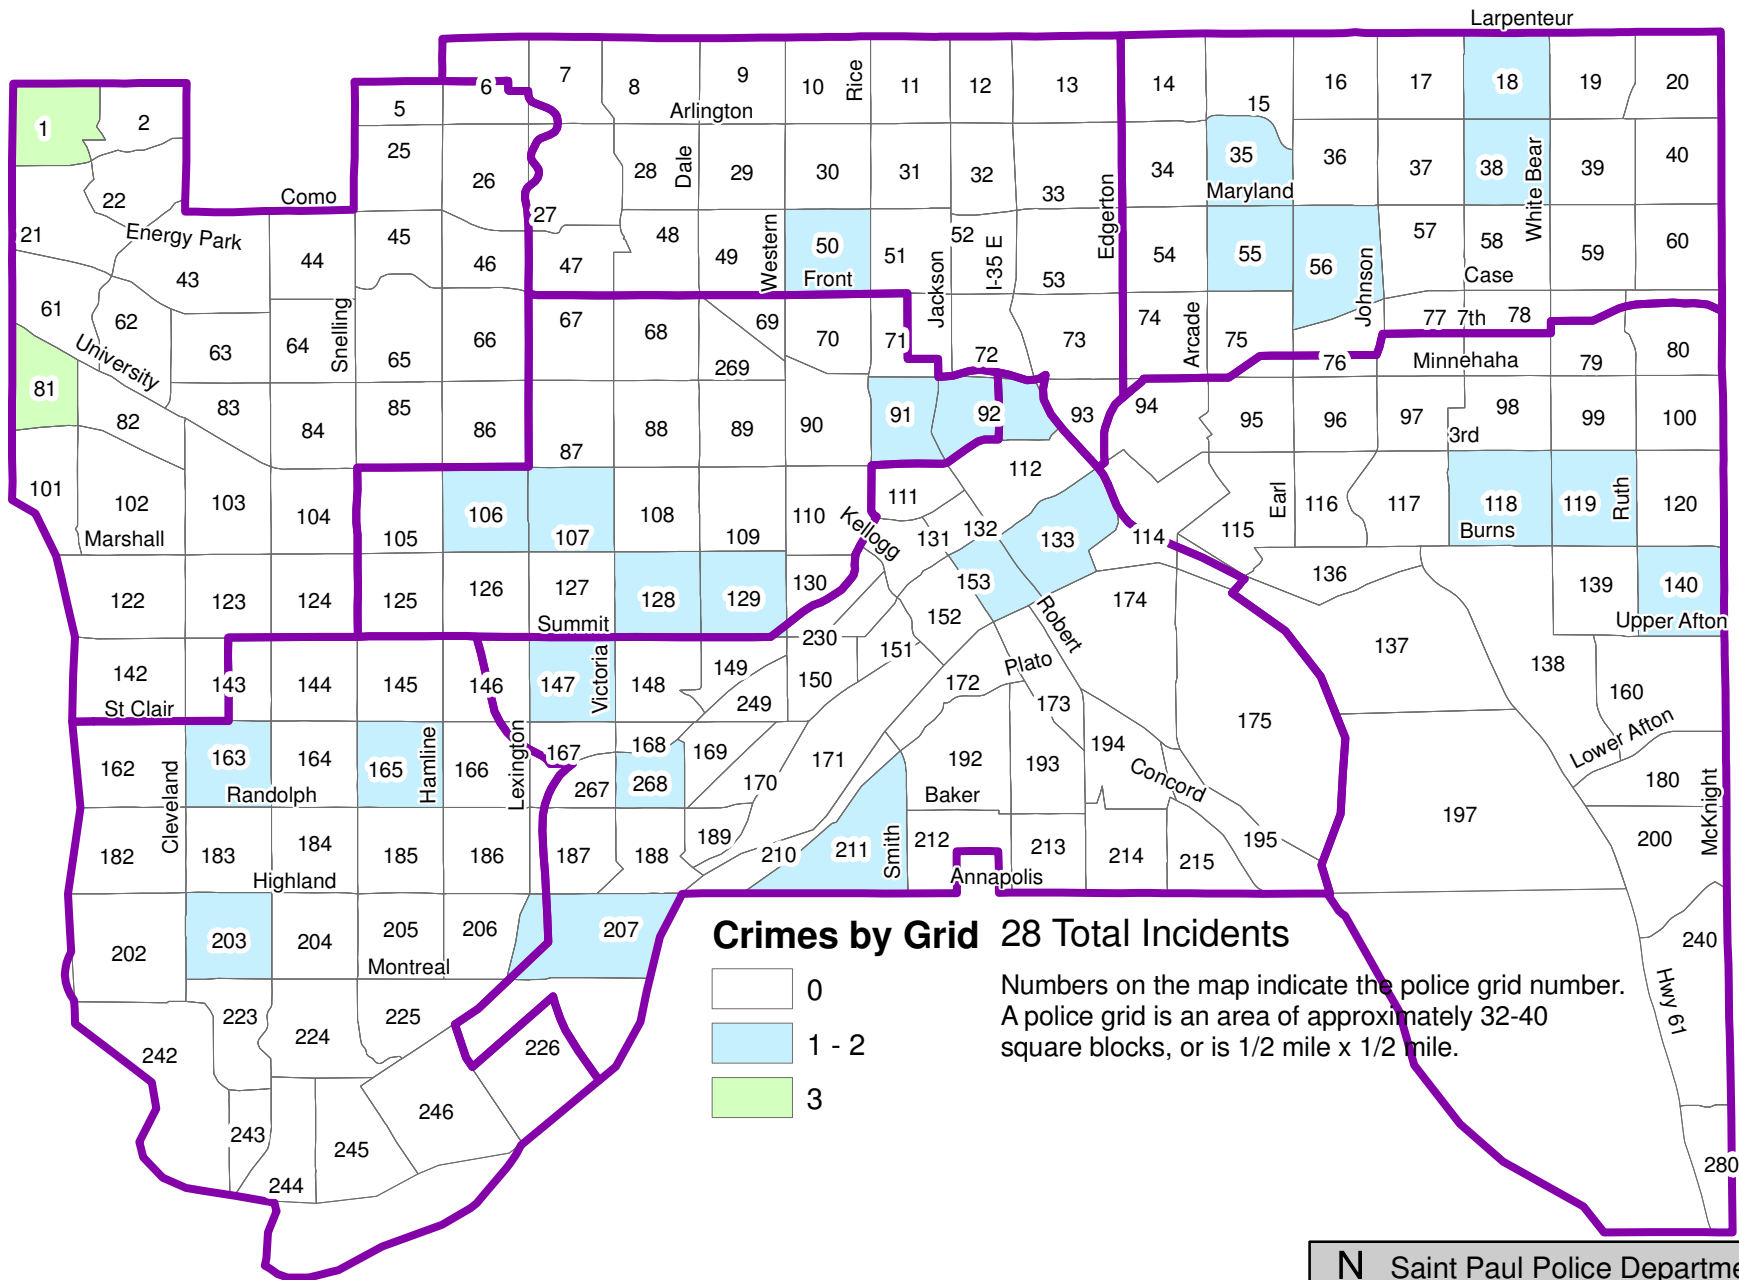 Larpenteur
1 2 5 6 7 8 9 10 Rice 11 12 13 14 15 16 17 18 19 20
Arlington
21 22 25 26 27 28 Dale 29 30 31 32 33 34 35 36 37 38 White Bear 39 40
Como
Maryland
Energy Park
43 44 45 46 47 48 49 Western 50 51 52 I-35 E 53 Edgerton 54 55 56 Johnson 57 58 59 60
Front
Case
61 62 63 64 Snelling 65 66 67 68 69 269 70 71 Jackson 72 73 74 Arcade 75 76 77 7th 78 79 80
University
Minnehaha
81 82 83 84 85 86 87 88 89 90 91 92 93 94 95 96 97 98 99 100
3rd
101 102 103 104 105 106 107 108 109 110 111 112 114 115 Earl 116 117 118 119 Ruth 120
Marshall
Kellogg
131 132 133
Burns
122 123 124 125 126 127 128 129 130 153 152 174 136 139 140
Summit
Robert
Upper Afton
142 143 144 145 146 147 Victoria 148 149 249 230 150 151 172 Plato 173 175 137 138 160
St Clair
Lower Afton
162 Cleveland 163 164 165 Hamline 166 Lexington 167 267 168 268 169 170 171 192 193 194 Concord 197 180 McKnight
Randolph
Baker
182 183 184 185 186 187 188 189 210 211 Smith 212 213 214 215 195 200
Highland
Annapolis
202 203 204 205 206 207 240
Montreal
Hwy 61
223 224 225 226
242 243 244 245 246 280
Crimes by Grid
0
1 - 2
3
28 Total Incidents
Numbers on the map indicate the police grid number.
A police grid is an area of approximately 32-40
square blocks, or is 1/2 mile x 1/2 mile.
N Saint Paul Police Departme